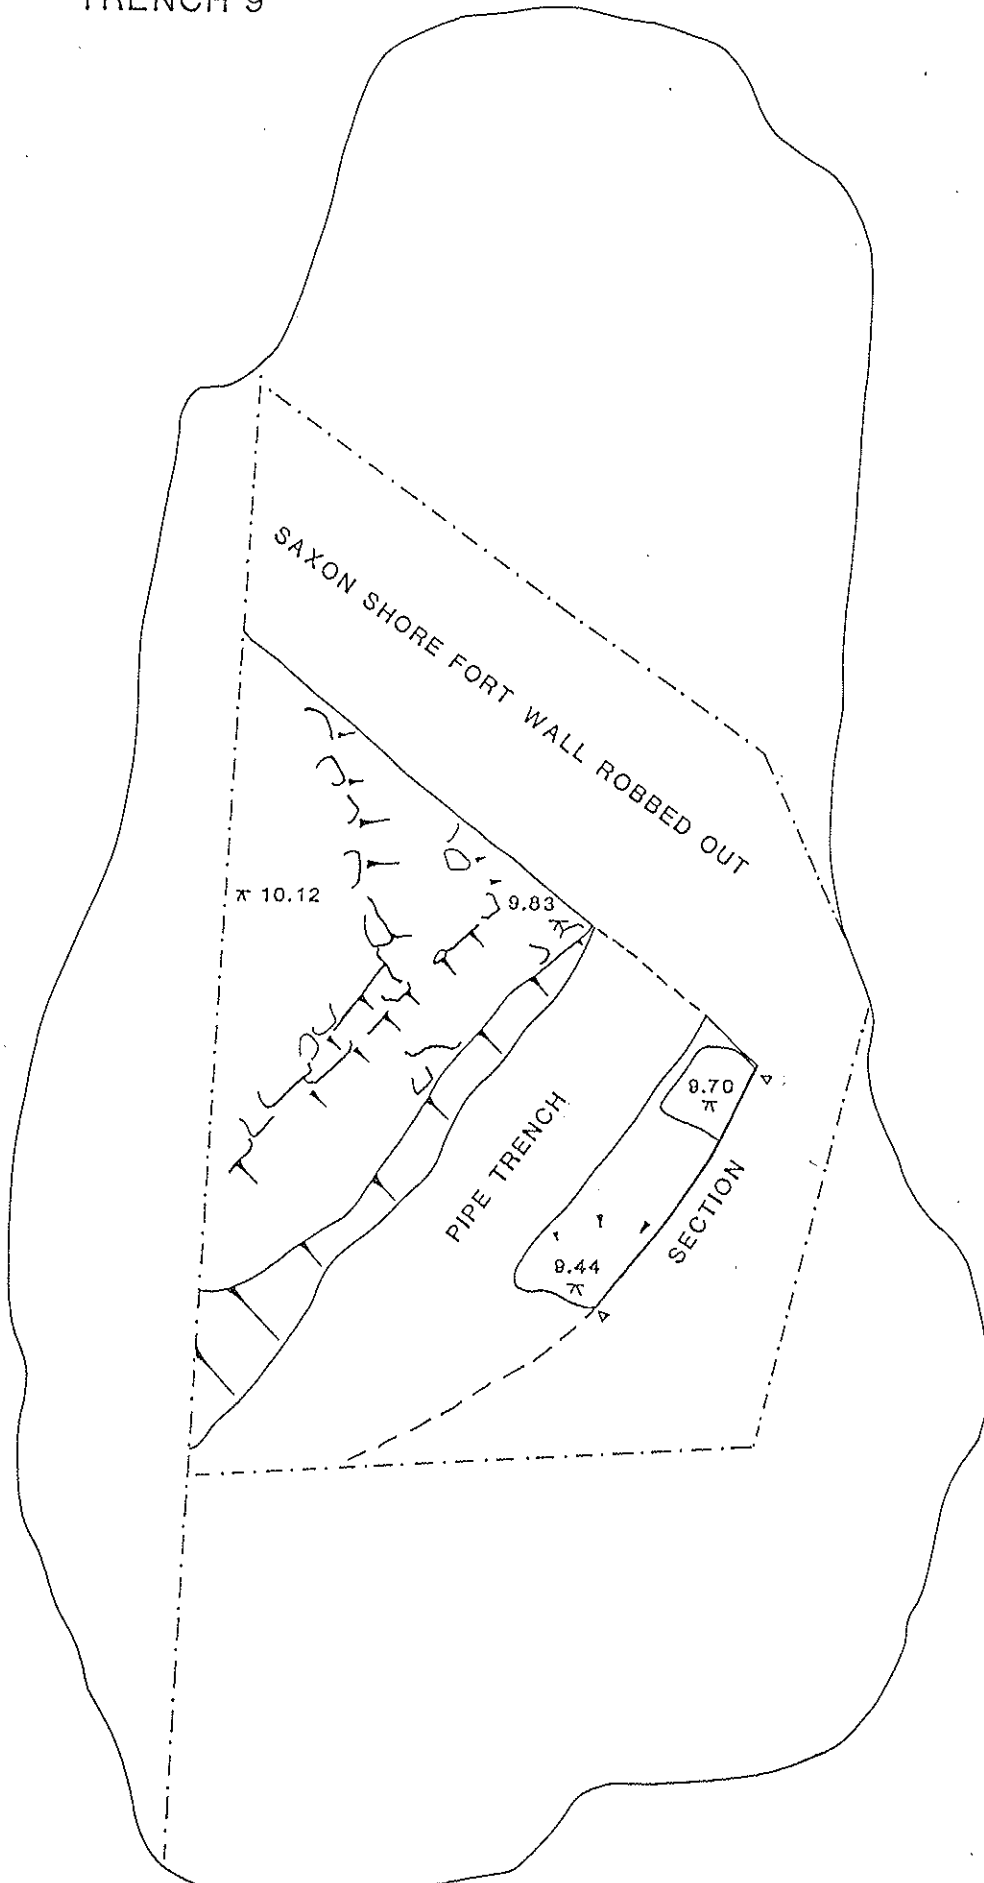 TRENCH 9
SAXON SHORE FORT WALL ROBBED OUT
10.12
9.83
9.70
PIPE TRENCH
SECTION
9.44